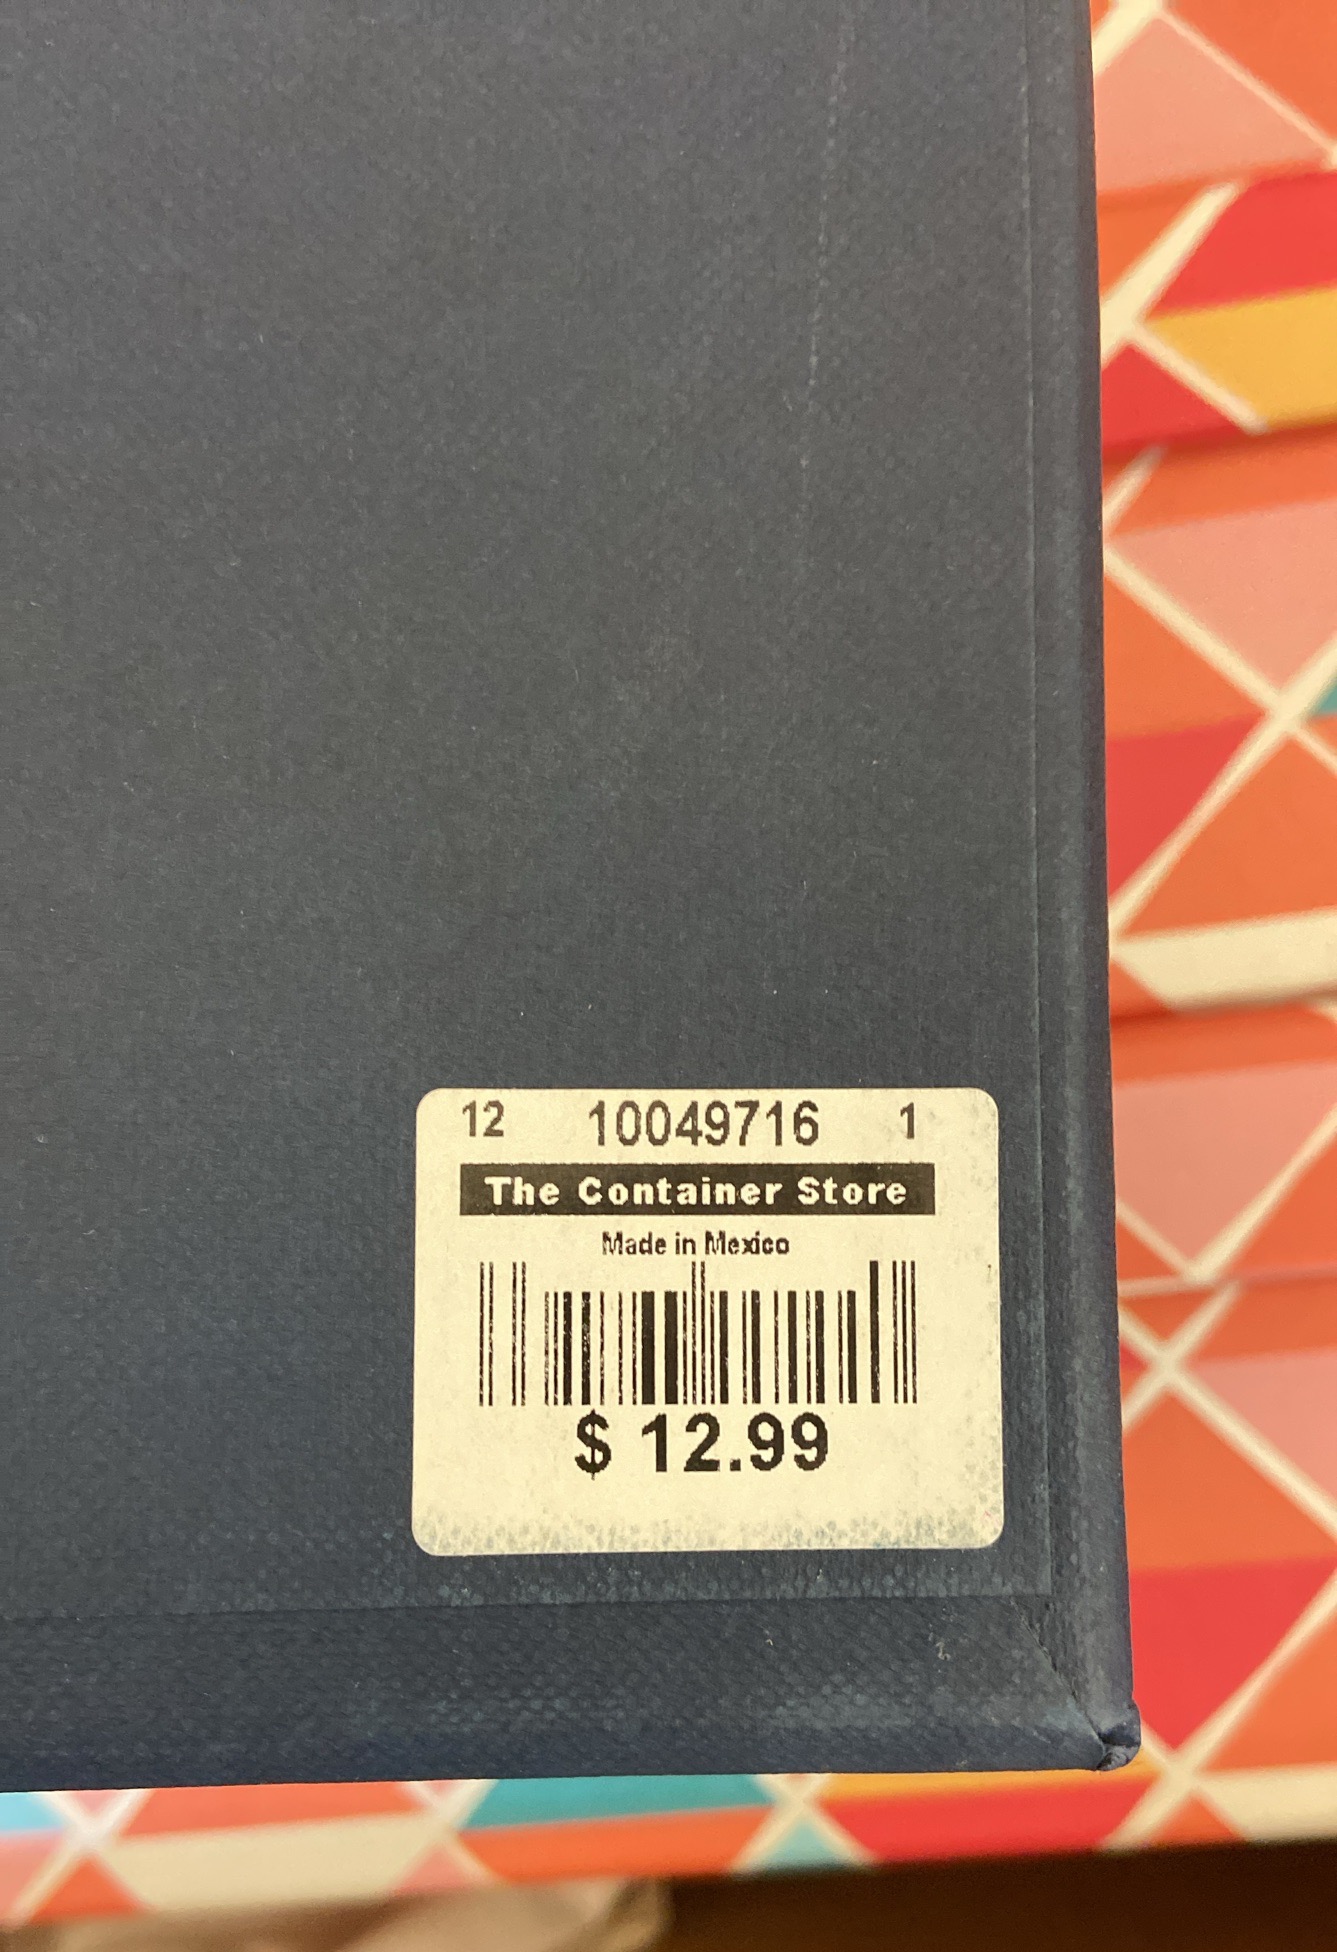 12 10049716 1
The Container Store
Made in Mexico
$ 12.99